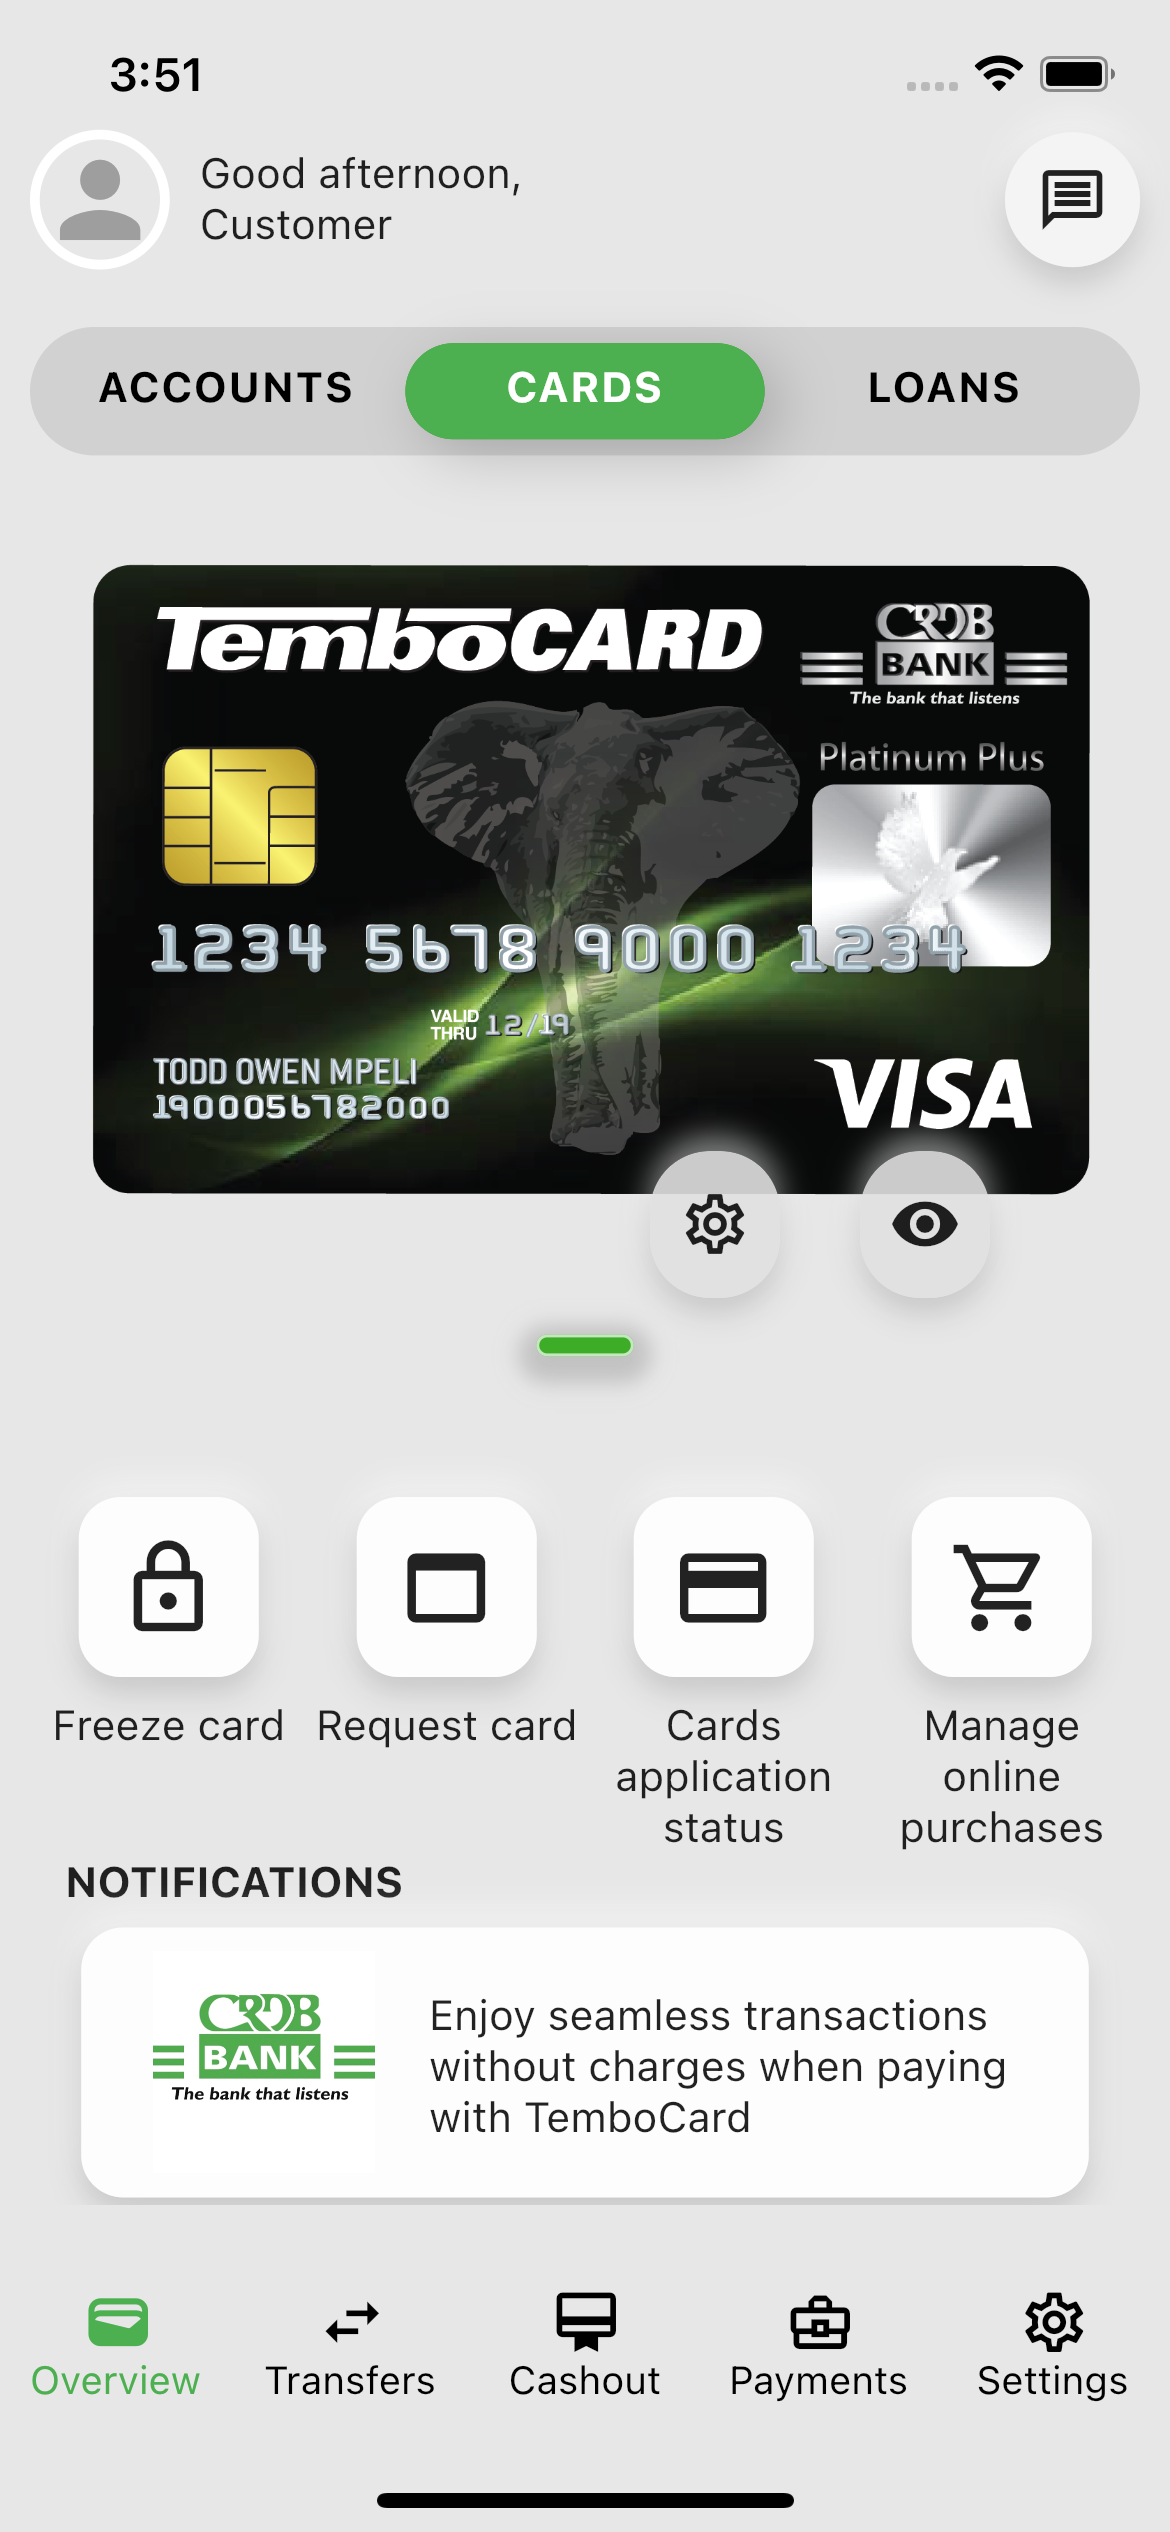 3:51
Good afternoon,
Customer
ACCOUNTS CARDS LOANS
TemboCARD
CRDB
BANK
The bank that listens
Platinum Plus
1234 5678 9000 1234
VALID
THRU 12/19
TODD OWEN MPELI
1900056782000
VISA
Freeze card
Request card
Cards
application
status
Manage
online
purchases
NOTIFICATIONS
CRDB
BANK
The bank that listens
Enjoy seamless transactions
without charges when paying
with TemboCard
Overview Transfers Cashout Payments Settings